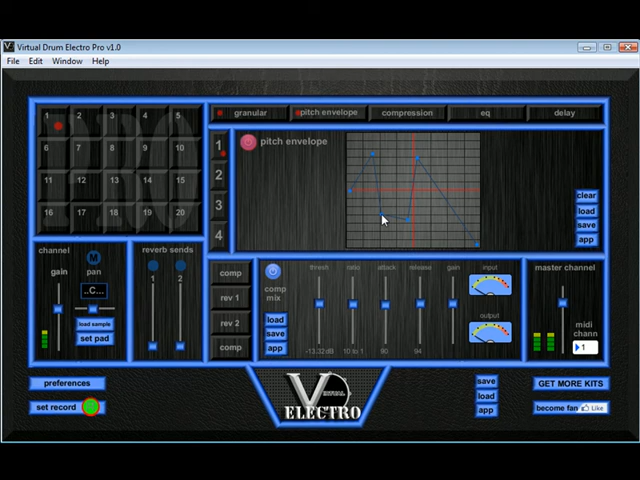 Virtual Drum Electro Pro v1.0
File Edit Window Help
1 2 3 4 5
6 7 8 9 10
11 12 13 14 15
16 17 18 19 20
PRO
granular pitch envelope compression eq delay
1 pitch envelope
2
3
4
clear
load
save
app
channel
gain pan
M
..C...
load sample
set pad
reverb sends
1 2
comp
rev 1
rev 2
comp
comp
mix
load
save
app
thresh ratio attack release gain
-13.32dB 10 to 1 90 94
input
output
master channel
midi
chann
1
preferences
set record
V VIRTUAL
ELECTRO
save
load
app
GET MORE KITS
become fan Like